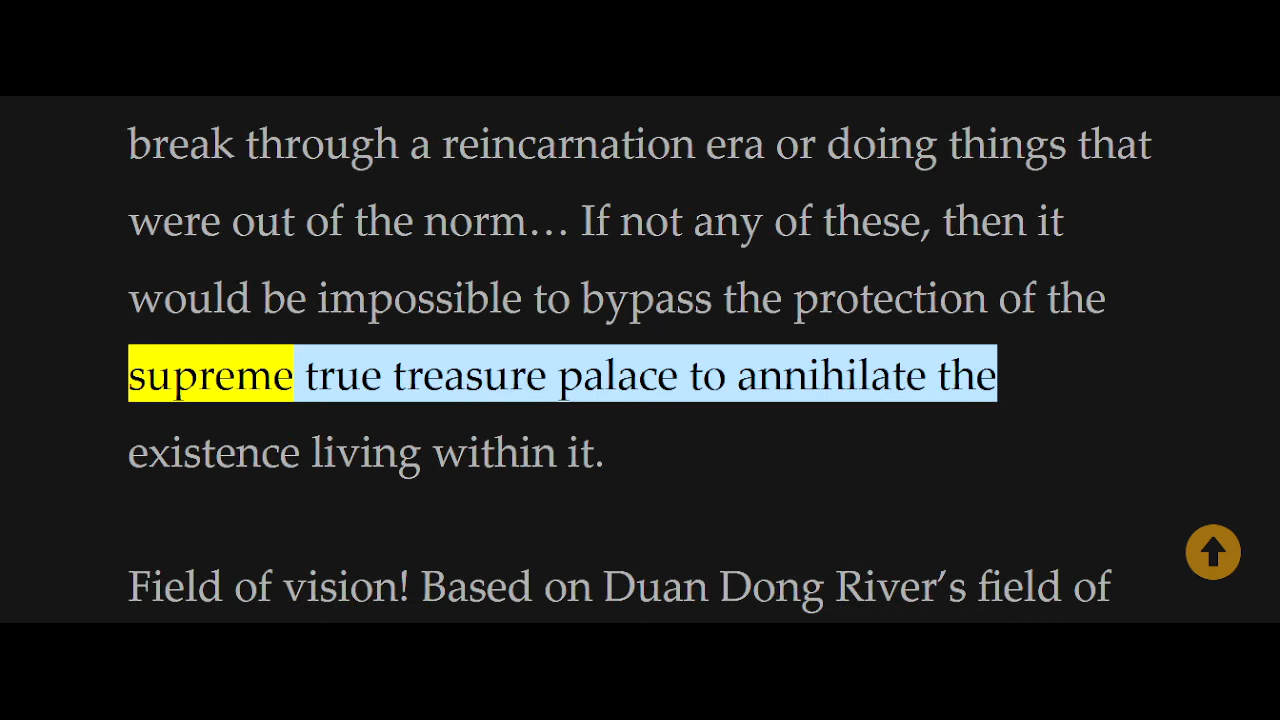 break through a reincarnation era or doing things that
were out of the norm… If not any of these, then it
would be impossible to bypass the protection of the
supreme true treasure palace to annihilate the
existence living within it.
Field of vision! Based on Duan Dong River’s field of